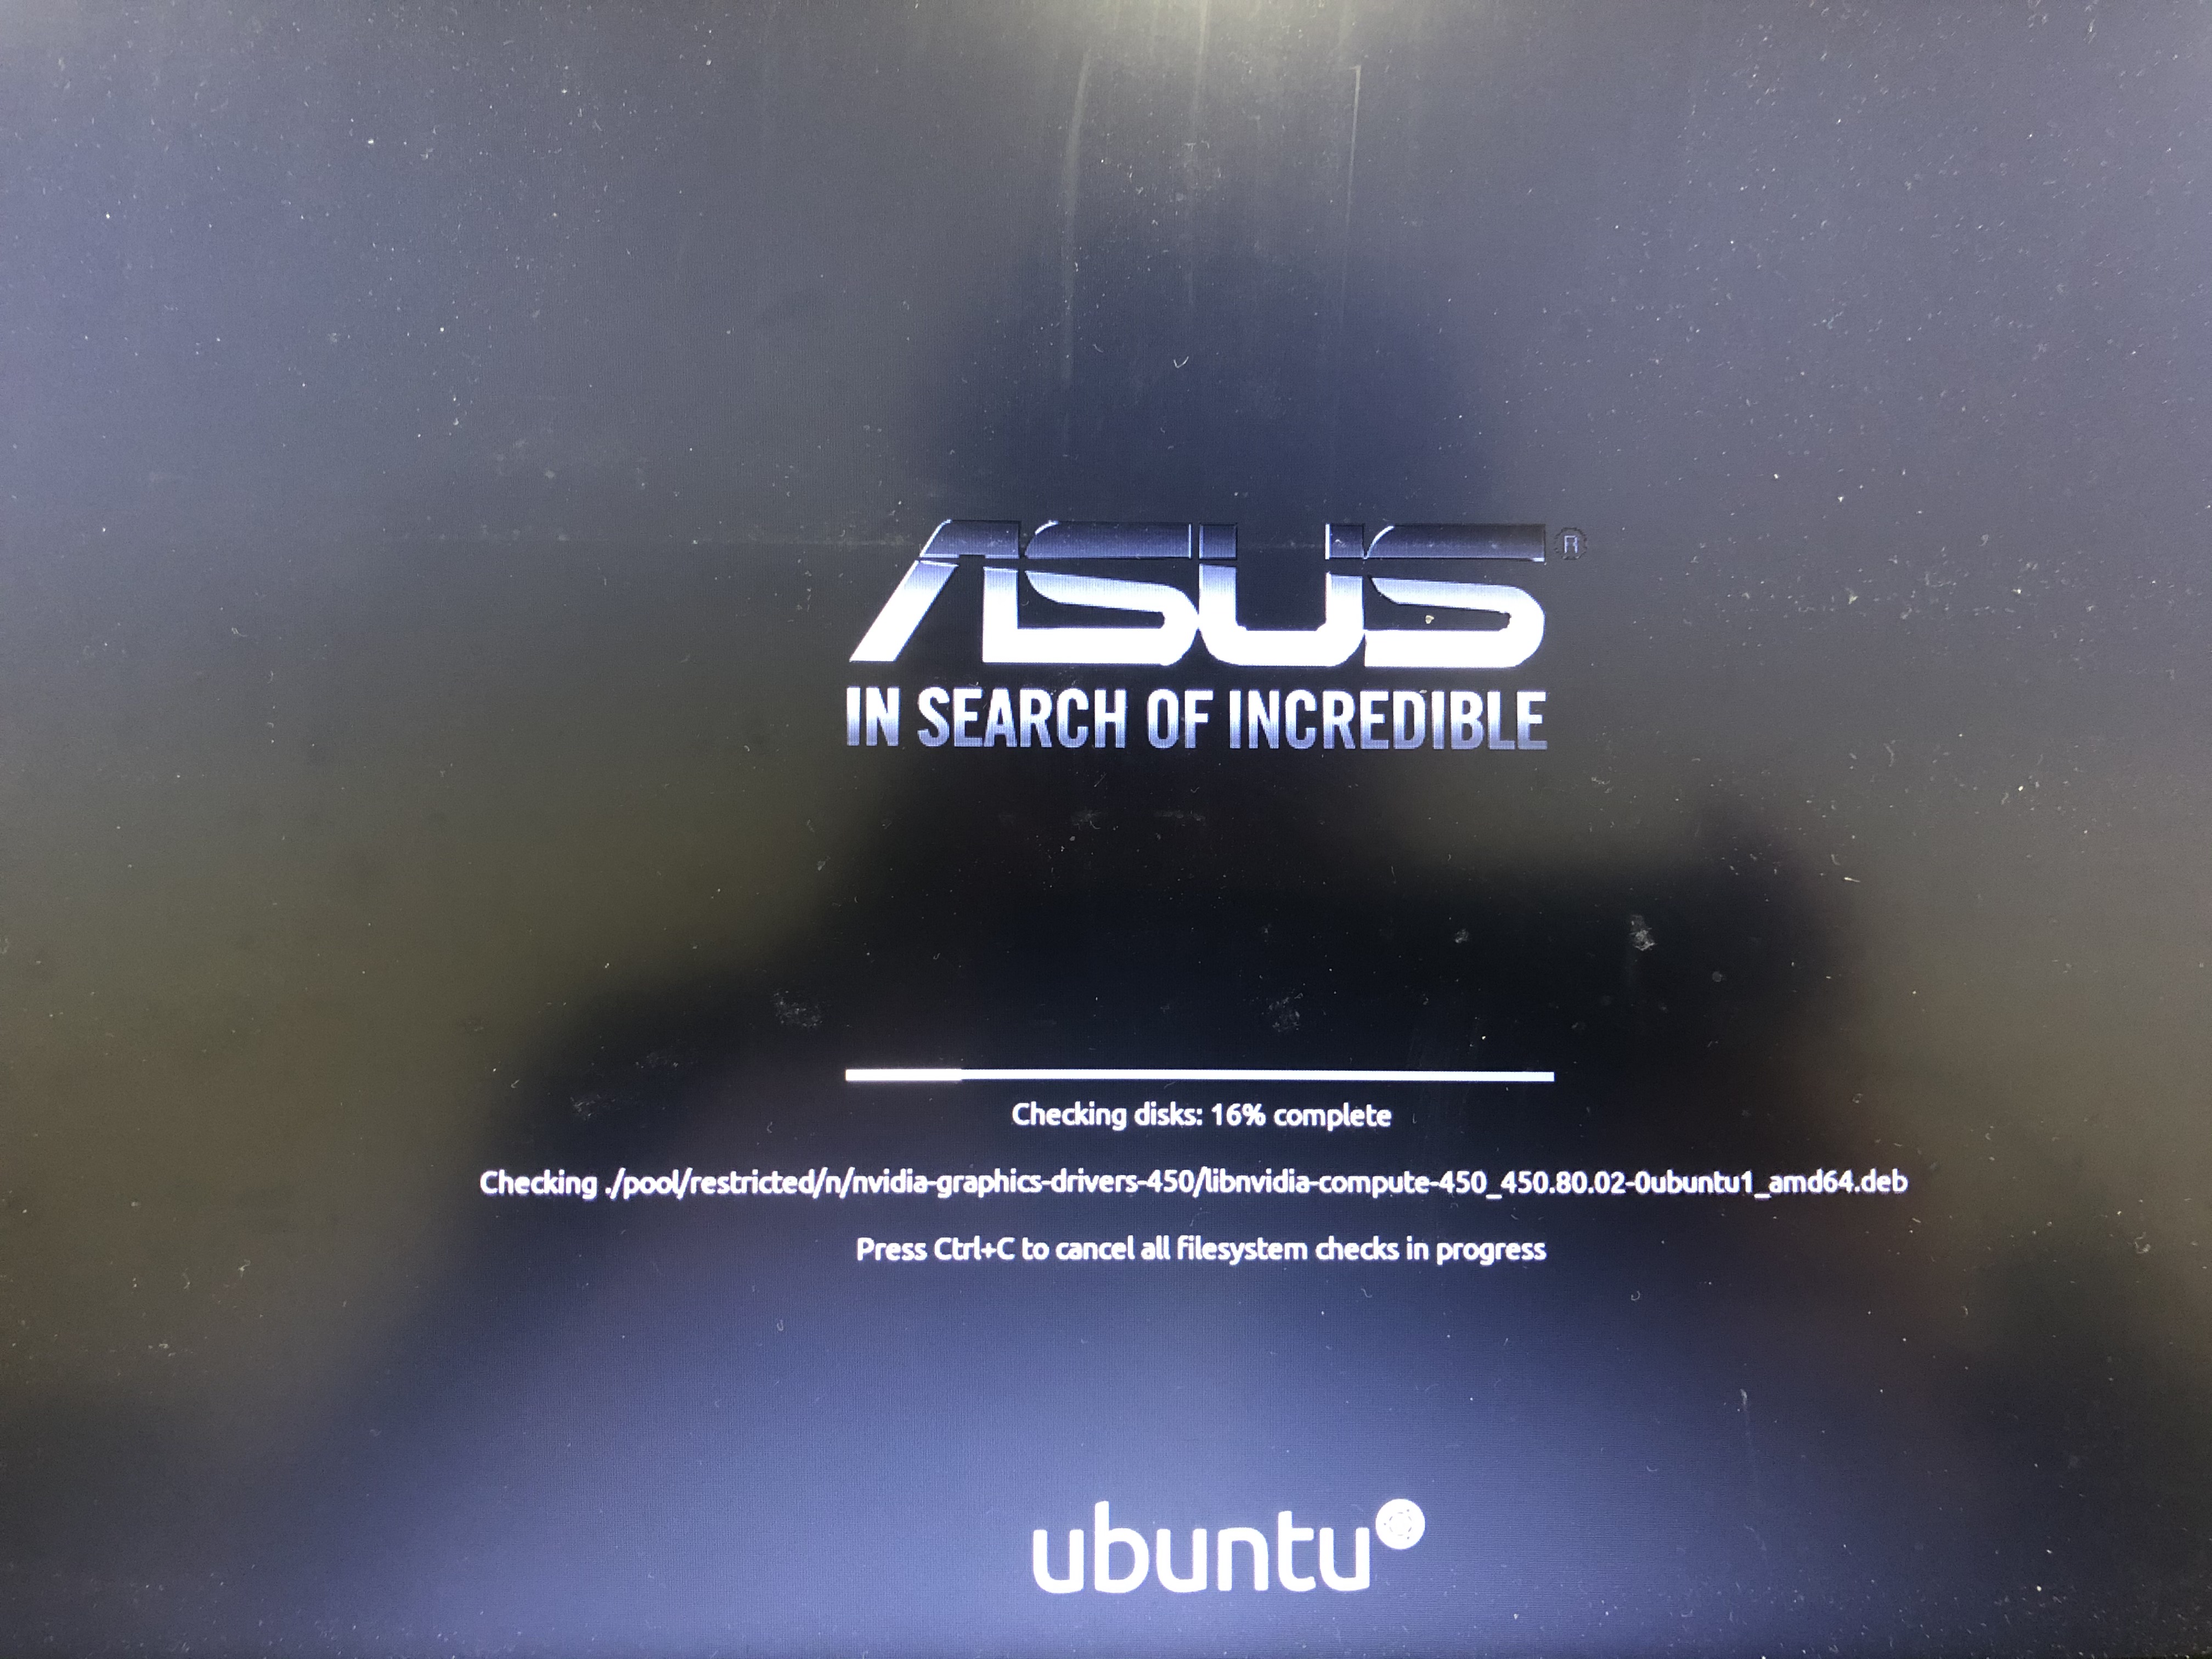 ASUS®
IN SEARCH OF INCREDIBLE
Checking disks: 16% complete
Checking ./pool/restricted/n/nvidia-graphics-drivers-450/libnvidia-compute-450_450.80.02-0ubuntu1_amd64.deb
Press Ctrl+C to cancel all filesystem checks in progress
ubuntu